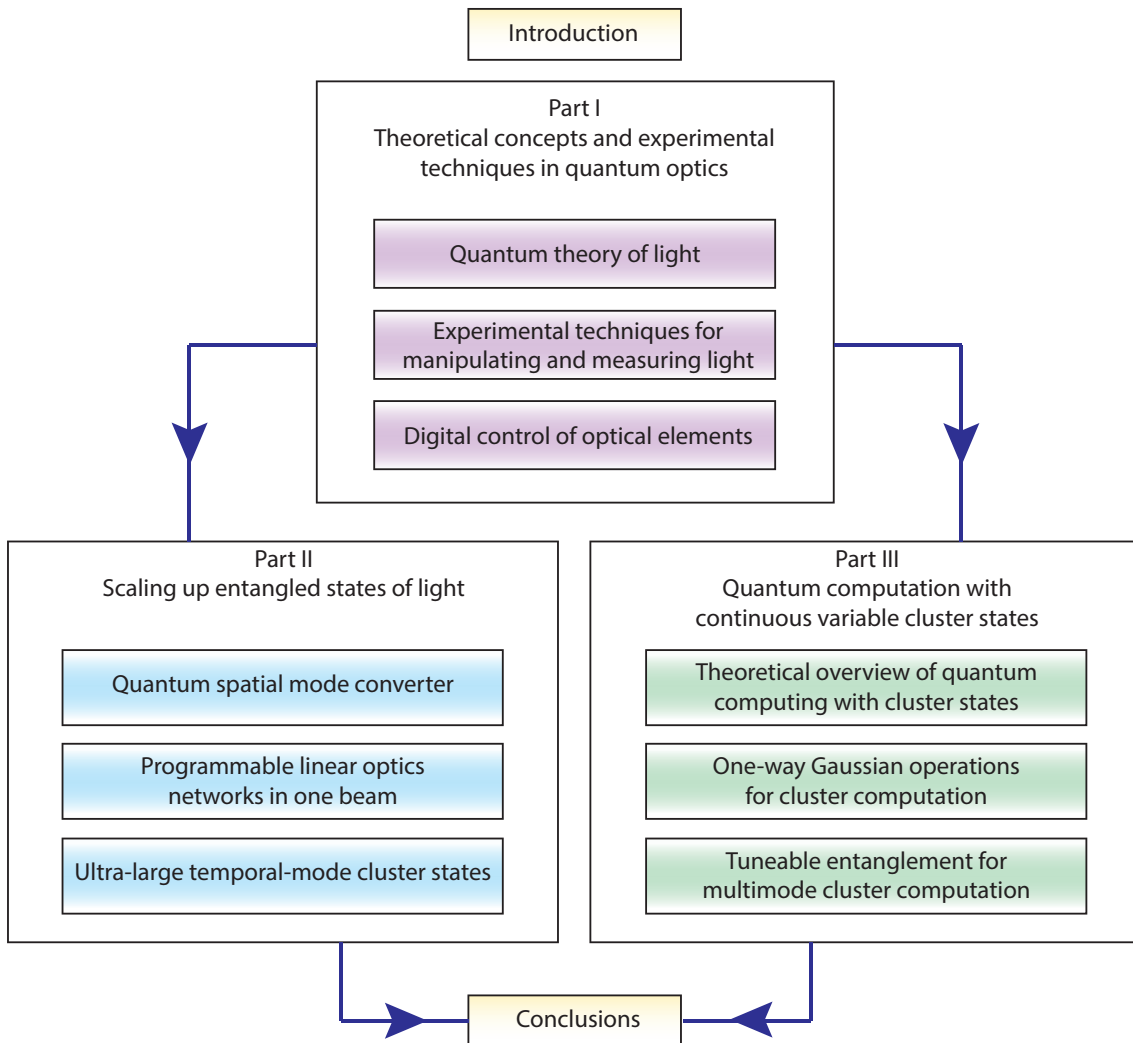 Introduction
Part I
Theoretical concepts and experimental
techniques in quantum optics
Quantum theory of light
Experimental techniques for
manipulating and measuring light
Digital control of optical elements
Part II
Scaling up entangled states of light
Quantum spatial mode converter
Programmable linear optics
networks in one beam
Ultra-large temporal-mode cluster states
Part III
Quantum computation with
continuous variable cluster states
Theoretical overview of quantum
computing with cluster states
One-way Gaussian operations
for cluster computation
Tuneable entanglement for
multimode cluster computation
Conclusions